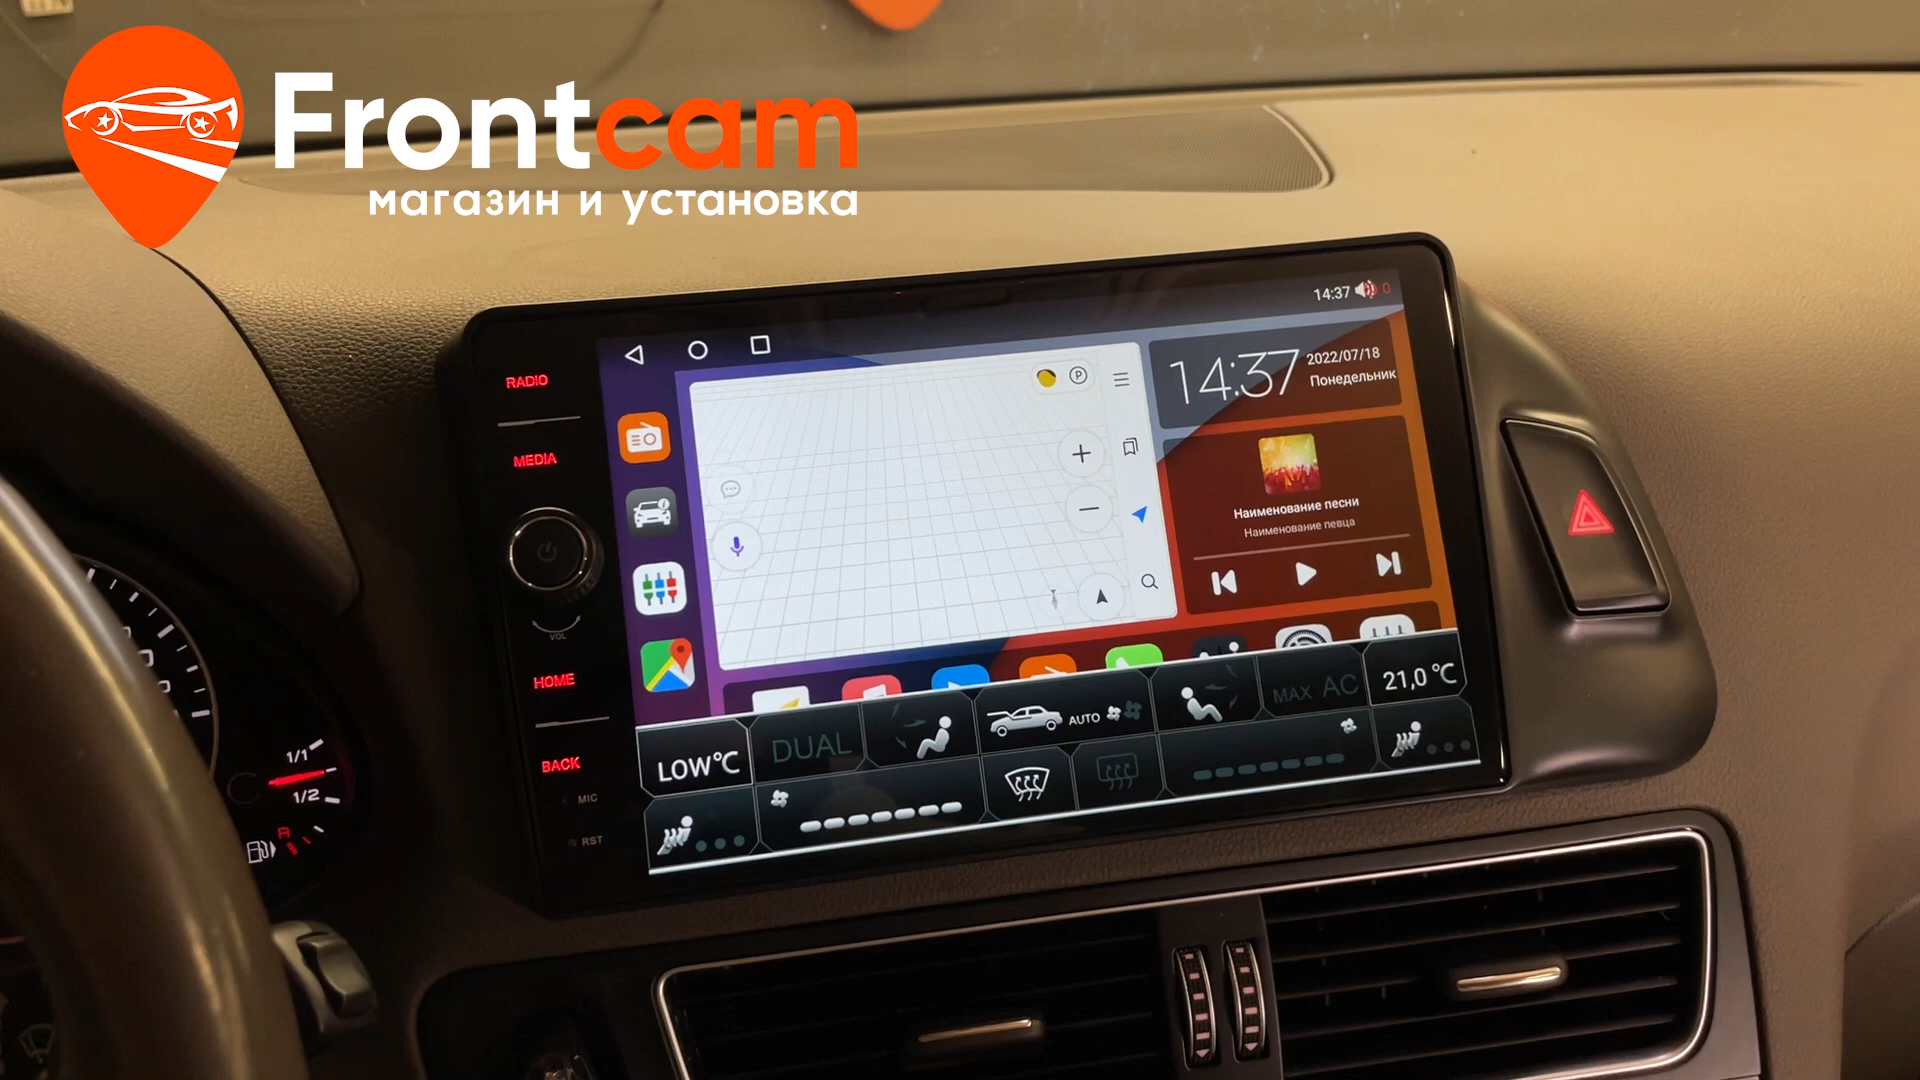 Frontcam
магазин и установка
14:37 0
RADIO
MEDIA
VOL
HOME
BACK
MIC
RST
P
14:37 2022/07/18
Понедельник
Наименование песни
Наименование певца
LOW°C DUAL AUTO MAX AC 21,0 °C
1/1
1/2
R